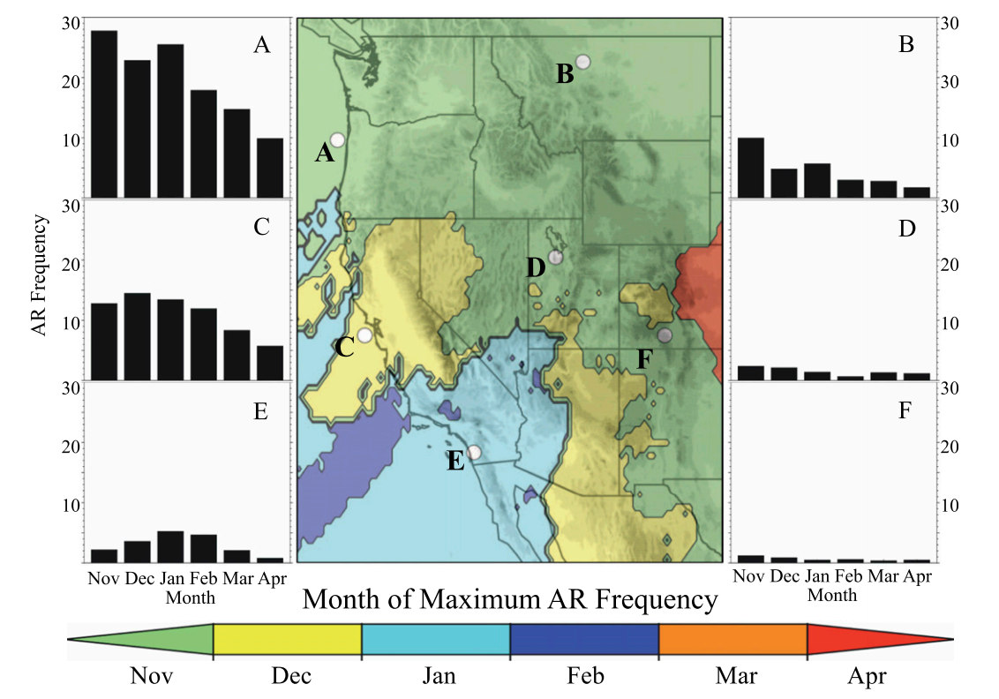 30
20
10
A
AR Frequency
30
20
10
C
30
20
10
E
Nov Dec Jan Feb Mar Apr
Month
A
B
C
D
E
F
B
30
30
10
D
30
20
10
F
30
20
10
Nov Dec Jan Feb Mar Apr
Month
Month of Maximum AR Frequency
Nov Dec Jan Feb Mar Apr